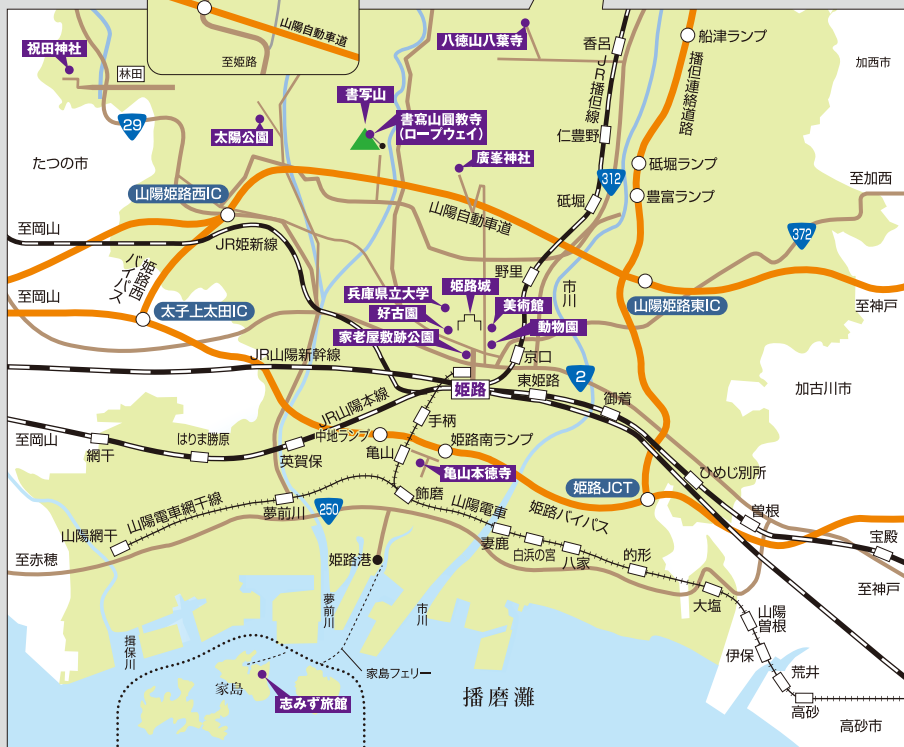 山陽自動車道
至姫路
祝田神社
林田
29
たつの市
太陽公園
書写山
書寫山圓教寺
(ロープウェイ)
八徳山八葉寺
廣峯神社
香呂
JR播但線
仁豊野
砥堀
312
船津ランプ
播但連絡道路
加西市
砥堀ランプ
豊富ランプ
至加西
372
山陽姫路西IC
至岡山
JR姫新線
山陽自動車道
姫路西
バイパス
至岡山
太子上太田IC
野里
市川
山陽姫路東IC
至神戸
兵庫県立大学
姫路城
好古園
美術館
家老屋敷跡公園
動物園
京口
JR山陽新幹線
姫路
東姫路
2
御着
加古川市
JR山陽本線
手柄
至岡山
網干
はりま勝原
英賀保
中地ランプ
亀山
姫路南ランプ
亀山本徳寺
ひめじ別所
姫路JCT
曽根
宝殿
至神戸
山陽電車網干線
夢前川
250
飾磨
山陽電車
姫路バイパス
山陽網干
至赤穂
姫路港
妻鹿
白浜の宮
八家
的形
大塩
山陽
曽根
伊保
荒井
高砂
高砂市
揖保川
夢前川
市川
家島フェリー
家島
志みず旅館
播磨灘